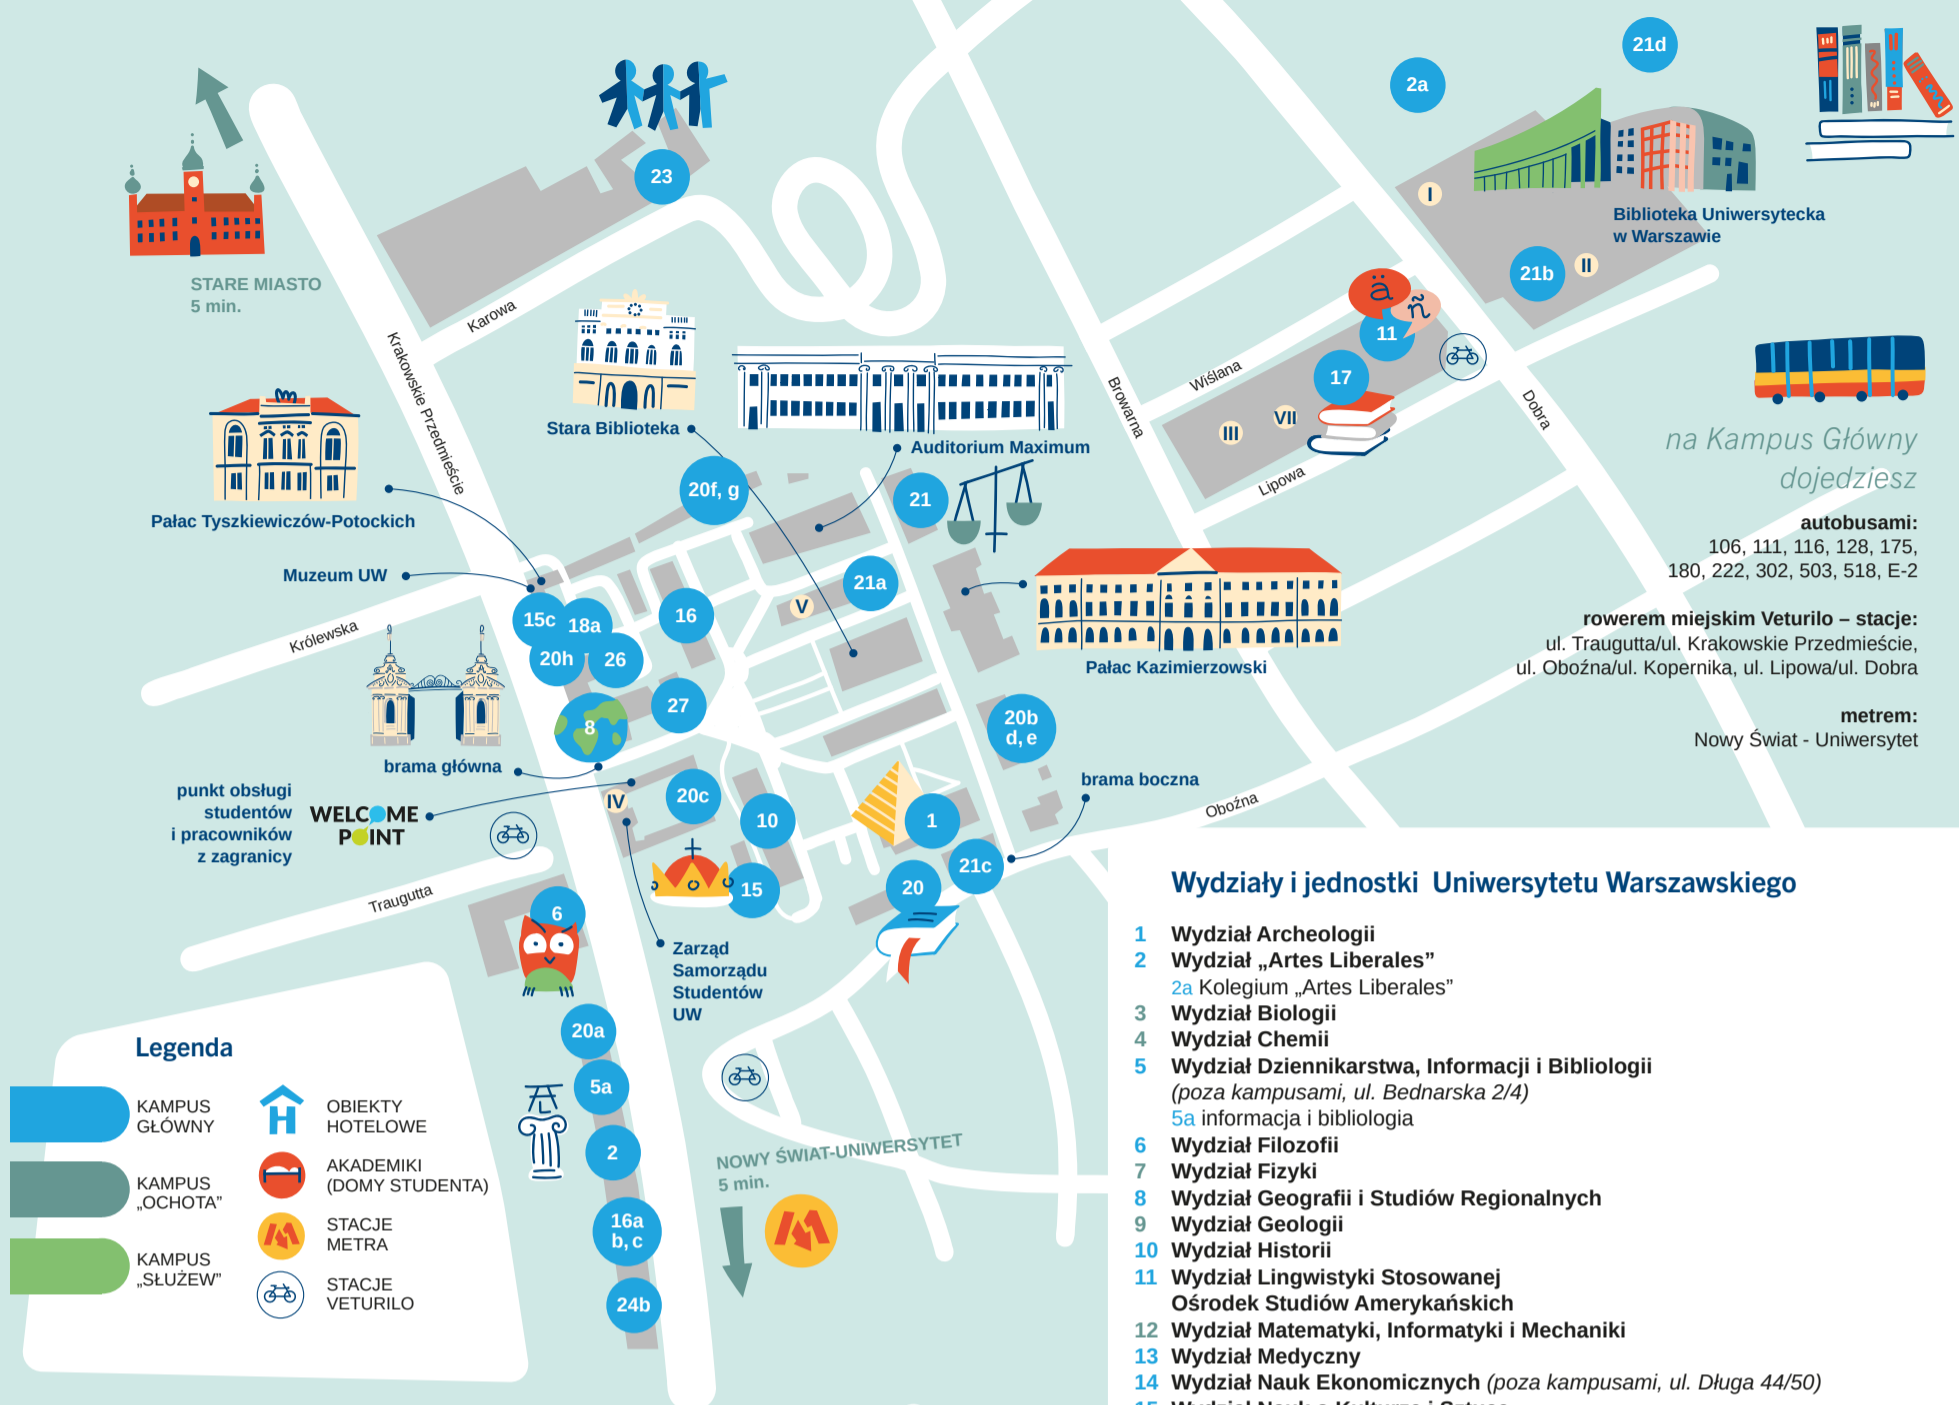 21d
2a
23
I
Biblioteka Uniwersytecka
w Warszawie
21b
II
STARE MIASTO
5 min.
Karowa
ä
ñ
11
Krakowskie Przedmieście
17
Wiślana
Browarna
Dobra
III
VII
Lipowa
Stara Biblioteka
Auditorium Maximum
na Kampus Główny
dojedziesz
autobusami:
106, 111, 116, 128, 175,
180, 222, 302, 503, 518, E-2
rowerem miejskim Veturilo – stacje:
ul. Traugutta/ul. Krakowskie Przedmieście,
ul. Oboźna/ul. Kopernika, ul. Lipowa/ul. Dobra
metrem:
Nowy Świat - Uniwersytet
20f, g
21
Pałac Tyszkiewiczów-Potockich
Muzeum UW
21a
V
15c
18a
16
Królewska
20h
26
Pałac Kazimierzowski
27
8
20b
d, e
brama główna
brama boczna
punkt obsługi
studentów
i pracowników
z zagranicy
WELCOME
POINT
IV
20c
10
1
Oboźna
21c
20
15
Traugutta
6
Zarząd
Samorządu
Studentów
UW
20a
5a
2
16a
b, c
24b
NOWY ŚWIAT-UNIWERSYTET
5 min.
Legenda
KAMPUS
GŁÓWNY
KAMPUS
„OCHOTA”
KAMPUS
„SŁUŻEW”
H
OBIEKTY
HOTELOWE
AKADEMIKI
(DOMY STUDENTA)
STACJE
METRA
STACJE
VETURILO
Wydziały i jednostki Uniwersytetu Warszawskiego
1 Wydział Archeologii
2 Wydział „Artes Liberales”
2a Kolegium „Artes Liberales”
3 Wydział Biologii
4 Wydział Chemii
5 Wydział Dziennikarstwa, Informacji i Bibliologii
(poza kampusami, ul. Bednarska 2/4)
5a informacja i bibliologia
6 Wydział Filozofii
7 Wydział Fizyki
8 Wydział Geografii i Studiów Regionalnych
9 Wydział Geologii
10 Wydział Historii
11 Wydział Lingwistyki Stosowanej
Ośrodek Studiów Amerykańskich
12 Wydział Matematyki, Informatyki i Mechaniki
13 Wydział Medyczny
14 Wydział Nauk Ekonomicznych (poza kampusami, ul. Długa 44/50)
15 Wydział Nauk o Kulturze i Sztuce